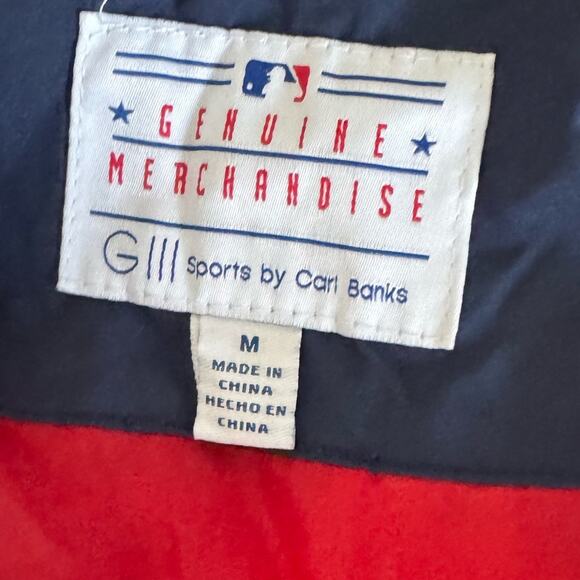 GENUINE
MERCHANDISE
GIII Sports by Carl Banks
M
MADE IN
CHINA
HECHO EN
CHINA